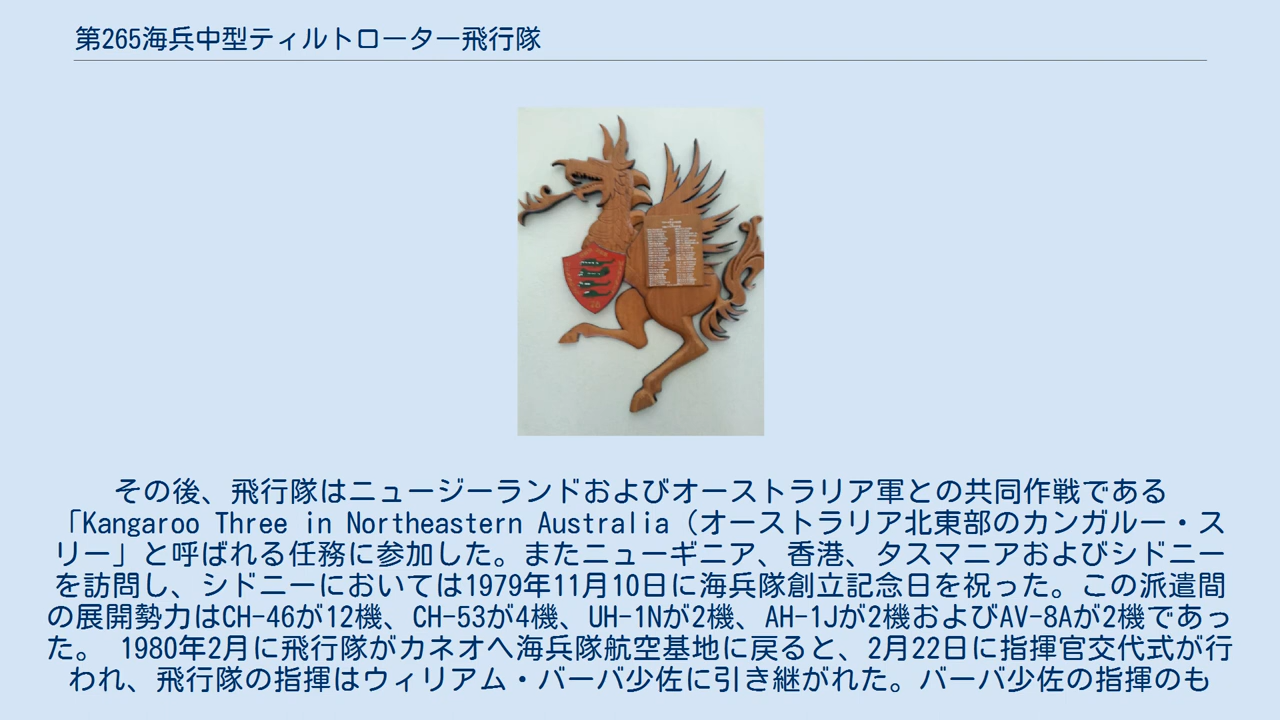 第265海兵中型ティルトローター飛行隊
その後、飛行隊はニュージーランドおよびオーストラリア軍との共同作戦である
「Kangaroo Three in Northeastern Australia（オーストラリア北東部のカンガルー・ス
リー」と呼ばれる任務に参加した。またニューギニア、香港、タスマニアおよびシドニー
を訪問し、シドニーにおいては1979年11月10日に海兵隊創立記念日を祝った。この派遣間
の展開勢力はCH-46が12機、CH-53が4機、UH-1Nが2機、AH-1Jが2機およびAV-8Aが2機であっ
た。 1980年2月に飛行隊がカネオヘ海兵隊航空基地に戻ると、2月22日に指揮官交代式が行
われ、飛行隊の指揮はウィリアム・バーバ少佐に引き継がれた。バーバ少佐の指揮のも